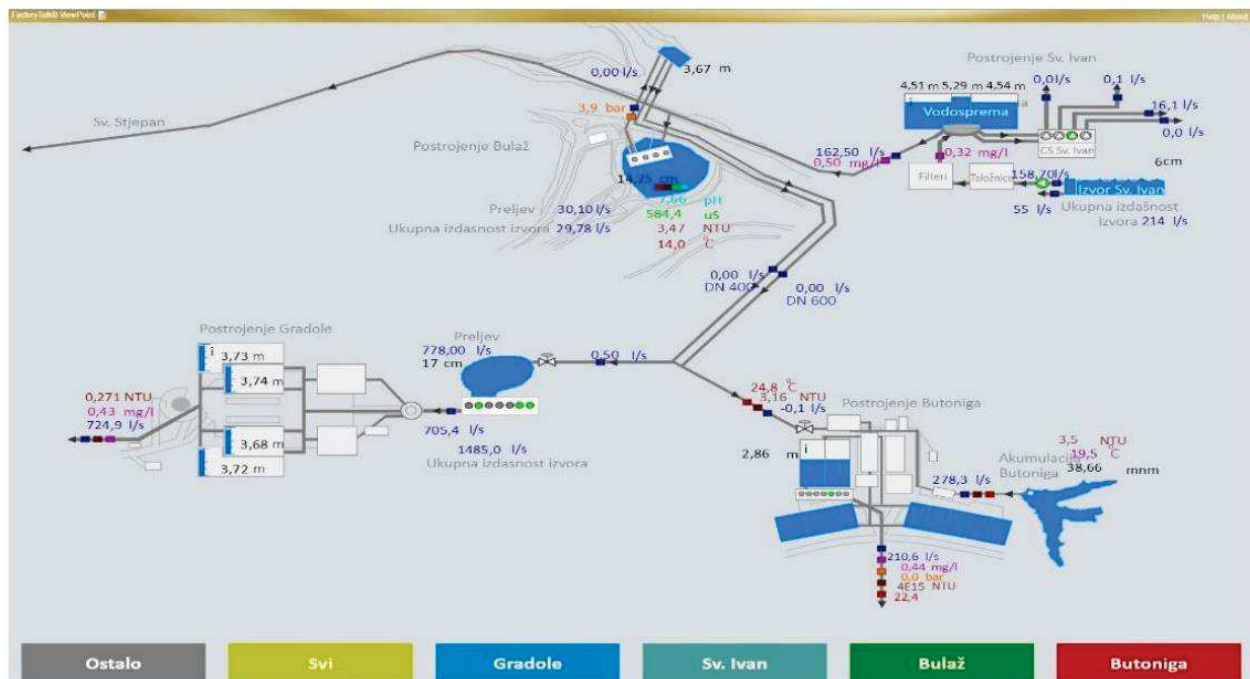 FactoryTalk® ViewPoint
Help | About
Postrojenje Sv. Ivan
0,00 l/s
3,67 m
4,51 m 5,29 m 4,54 m
0,0 l/s
0,1 l/s
3,9 bar
Vodosprema
16,1 l/s
0,0 l/s
Sv. Stjepan
CS Sv. Ivan
Postrojenje Bulaž
162,50 l/s
0,50 mg/l
0,32 mg/l
6cm
Filteri
Taložnice
158,70 l/s
Izvor Sv. Ivan
14,25 cm
7,66 pH
Preljev 30,10 l/s
584,4 uS
55 l/s
Ukupna izdašnost
izvora 214 l/s
Ukupna izdasnost izvora 29,78 l/s
3,47 NTU
14,0 °C
0,00 l/s
DN 400
0,00 l/s
DN 600
Postrojenje Gradole
Preljev
778,00 l/s
17 cm
0,50 l/s
i
3,73 m
3,74 m
24,8 °C
3,16 NTU
-0,1 l/s
Postrojenje Butoniga
0,271 NTU
0,43 mg/l
724,9 l/s
705,4 l/s
3,68 m
3,72 m
1485,0 l/s
Ukupna izdasnost izvora
2,86 m
i
3,5 NTU
19,5 °C
38,66 mnm
Akumulacija
Butoniga
278,3 l/s
210,6 l/s
0,44 mg/l
0,0 bar
4E15 NTU
22,4
Ostalo
Svi
Gradole
Sv. Ivan
Bulaž
Butoniga